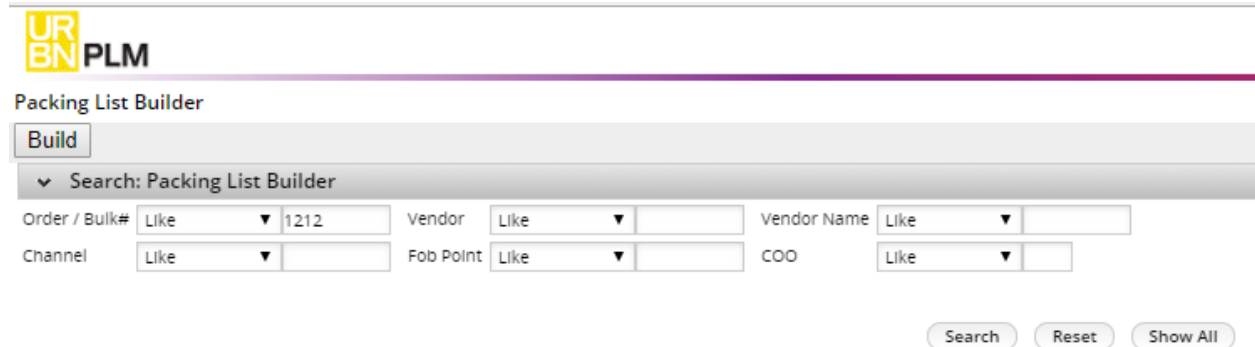 UR
BN PLM
Packing List Builder
Build
Search: Packing List Builder
Order / Bulk# Like 1212 Vendor Like Vendor Name Like
Channel Like Fob Point Like COO Like
Search Reset Show All